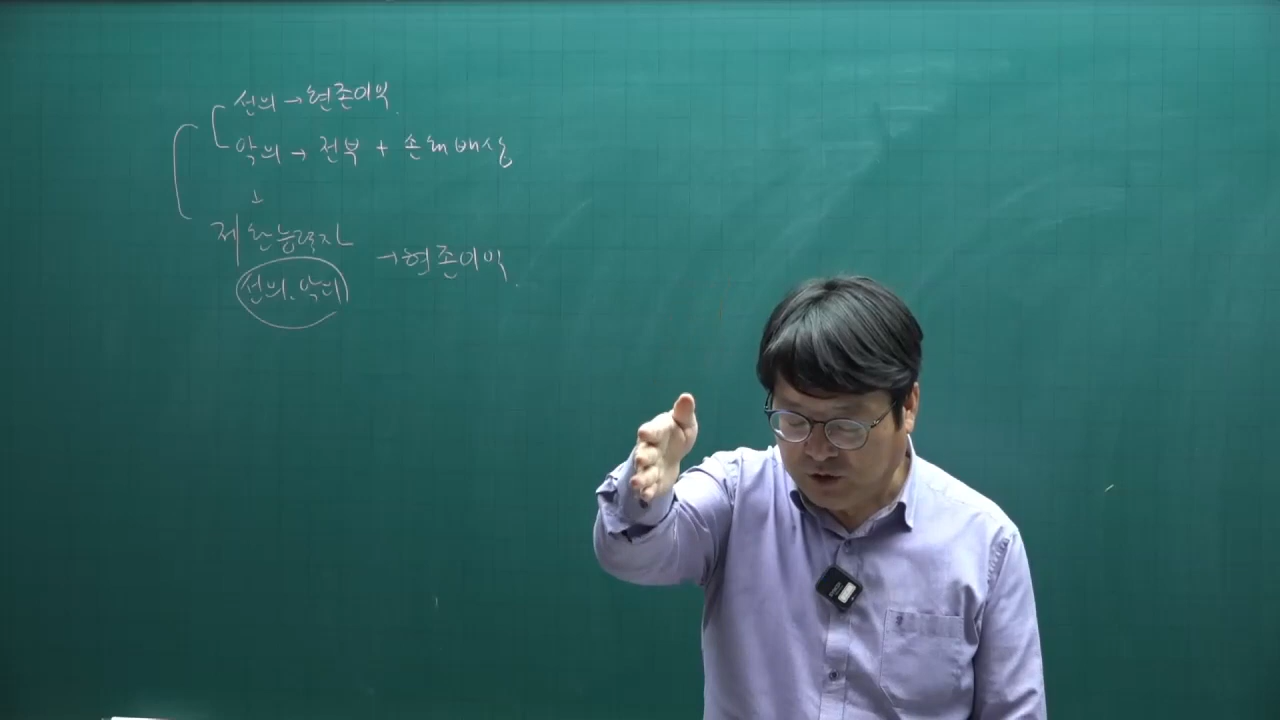 선의 → 현존이익.
악의 → 전부 + 손해배상
제한능력자
→ 현존이익.
선의.악의